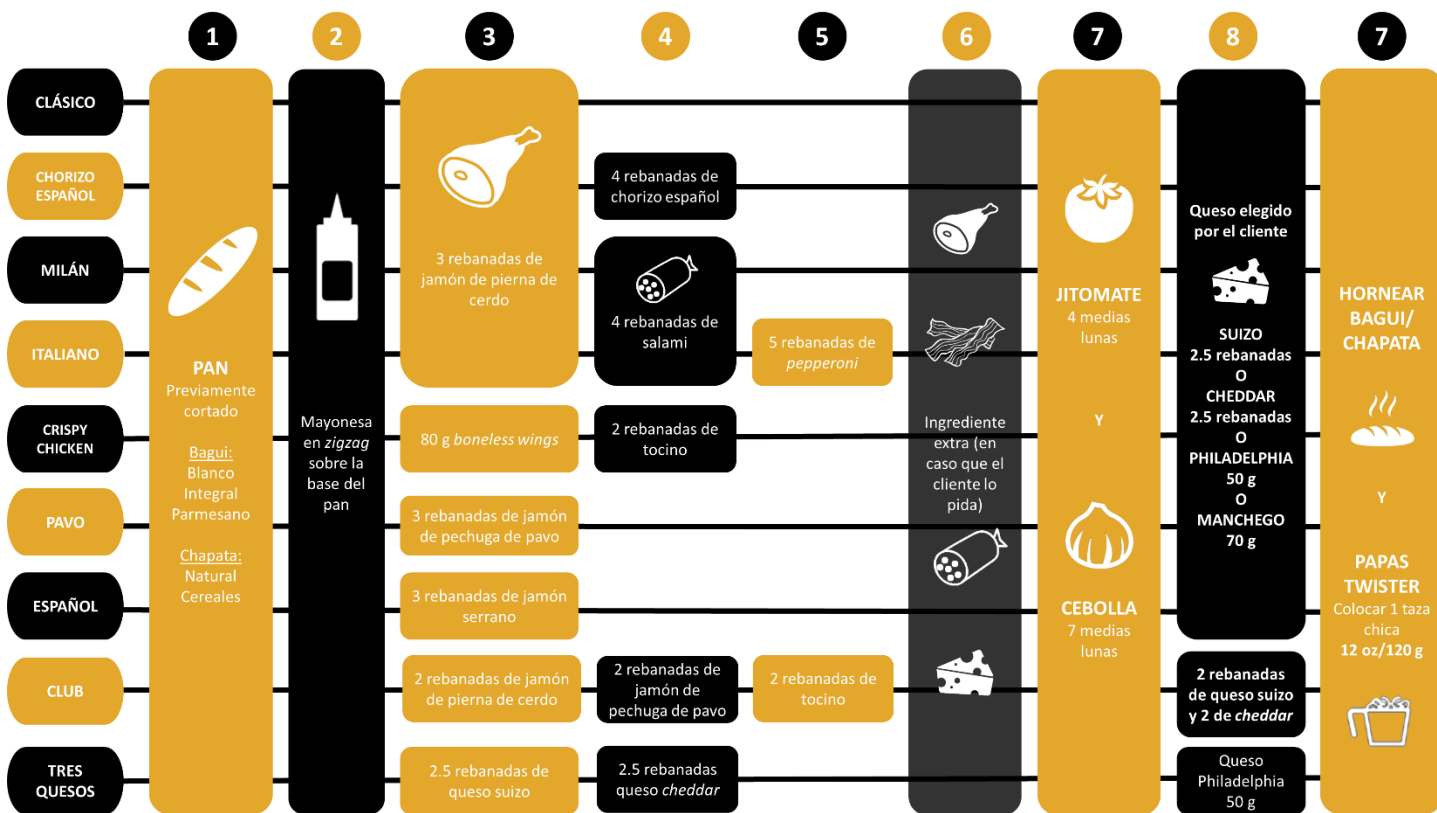 1
2
3
4
5
6
7
8
7
CLÁSICO
CHORIZO
ESPAÑOL
MILÁN
ITALIANO
CRISPY
CHICKEN
PAVO
ESPAÑOL
CLUB
TRES
QUESOS
PAN
Previamente
cortado
Bagui:
Blanco
Integral
Parmesano
Chapata:
Natural
Cereales
Mayonesa
en zigzag
sobre la
base del
pan
3 rebanadas de
jamón de pierna de
cerdo
80 g boneless wings
3 rebanadas de jamón
de pechuga de pavo
3 rebanadas de jamón
serrano
2 rebanadas de jamón
de pierna de cerdo
2.5 rebanadas de
queso suizo
4 rebanadas de
chorizo español
4 rebanadas de
salami
2 rebanadas de
tocino
2 rebanadas de
jamón de
pechuga de pavo
2.5 rebanadas
queso cheddar
5 rebanadas de
pepperoni
2 rebanadas de
tocino
Ingrediente
extra (en
caso que el
cliente lo
pida)
JITOMATE
4 medias
lunas
Y
CEBOLLA
7 medias
lunas
Queso elegido
por el cliente
SUIZO
2.5 rebanadas
O
CHEDDAR
2.5 rebanadas
O
PHILADELPHIA
50 g
O
MANCHEGO
70 g
2 rebanadas
de queso suizo
y 2 de cheddar
Queso
Philadelphia
50 g
HORNEAR
BAGUI/
CHAPATA
Y
PAPAS
TWISTER
Colocar 1 taza
chica
12 oz/120 g